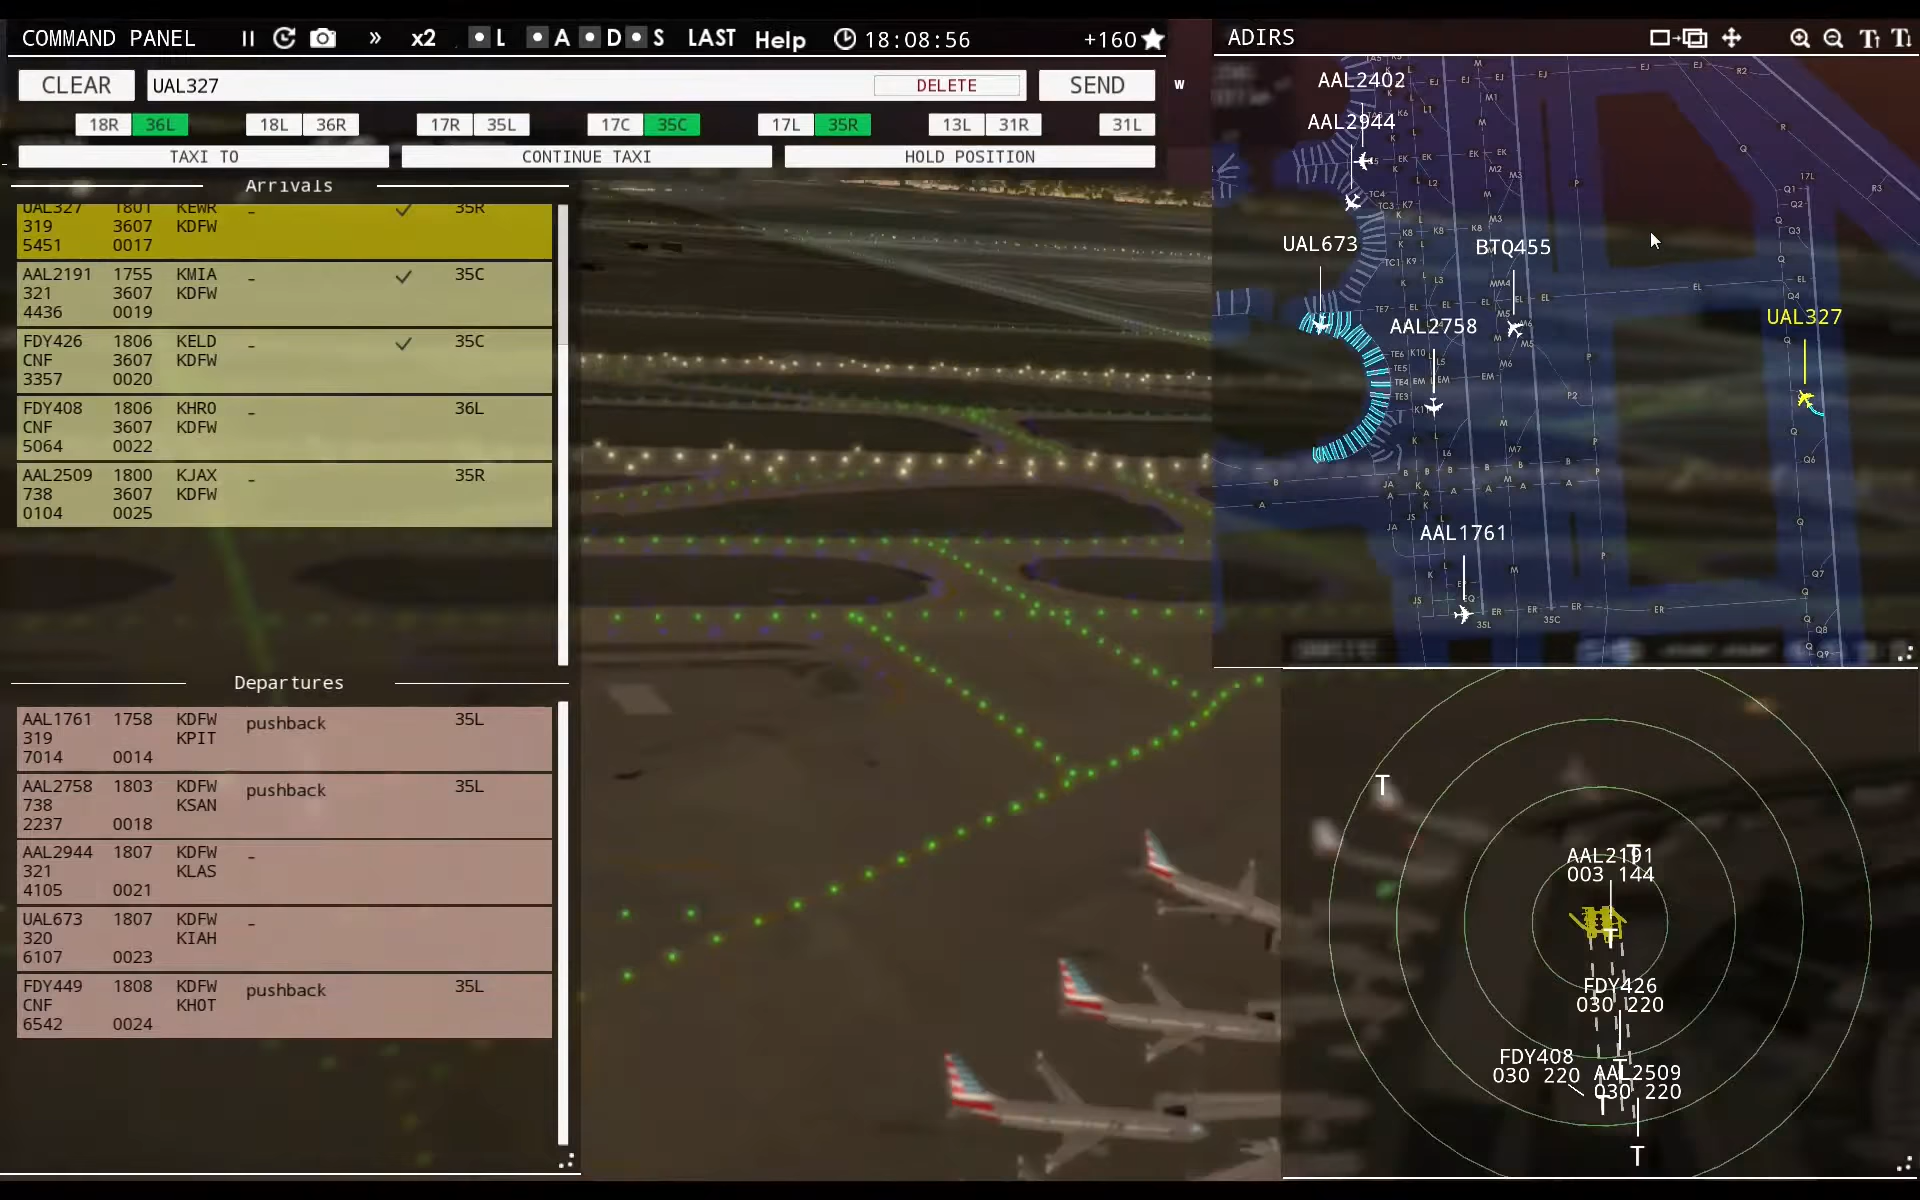 COMMAND PANEL x2 L A D S LAST Help 18:08:56 +160
CLEAR UAL327 DELETE SEND W
18R 36L 18L 36R 17R 35L 17C 35C 17L 35R 13L 31R 31L
TAXI TO CONTINUE TAXI HOLD POSITION
Arrivals
UAL327 1801 KEWR _ ✓ 35R
319 3607 KDFW
5451 0017
AAL2191 1755 KMIA _ ✓ 35C
321 3607 KDFW
4436 0019
FDY426 1806 KELD _ ✓ 35C
CNF 3607 KDFW
3357 0020
FDY408 1806 KHRO _ 36L
CNF 3607 KDFW
5064 0022
AAL2509 1800 KJAX _ 35R
738 3607 KDFW
0104 0025
Departures
AAL1761 1758 KDFW pushback 35L
319 KPIT
7014 0014
AAL2758 1803 KDFW pushback 35L
738 KSAN
2237 0018
AAL2944 1807 KDFW _
321 KLAS
4105 0021
UAL673 1807 KDFW _
320 KIAH
6107 0023
FDY449 1808 KDFW pushback 35L
CNF KHOT
6542 0024
ADIRS
AAL2402
AAL2944
UAL673
BTQ455
UAL327
AAL2758
AAL1761
AAL2191
003 144
FDY426
030 220
FDY408
030 220
AAL2509
030 220